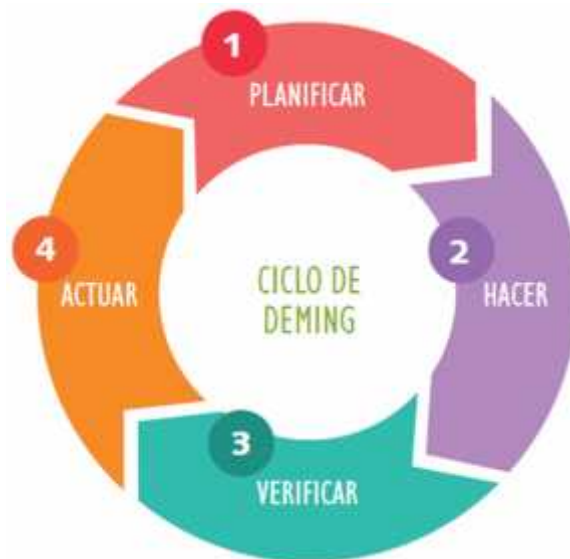 1
PLANIFICAR
2
HACER
3
VERIFICAR
4
ACTUAR
CICLO DE
DEMING